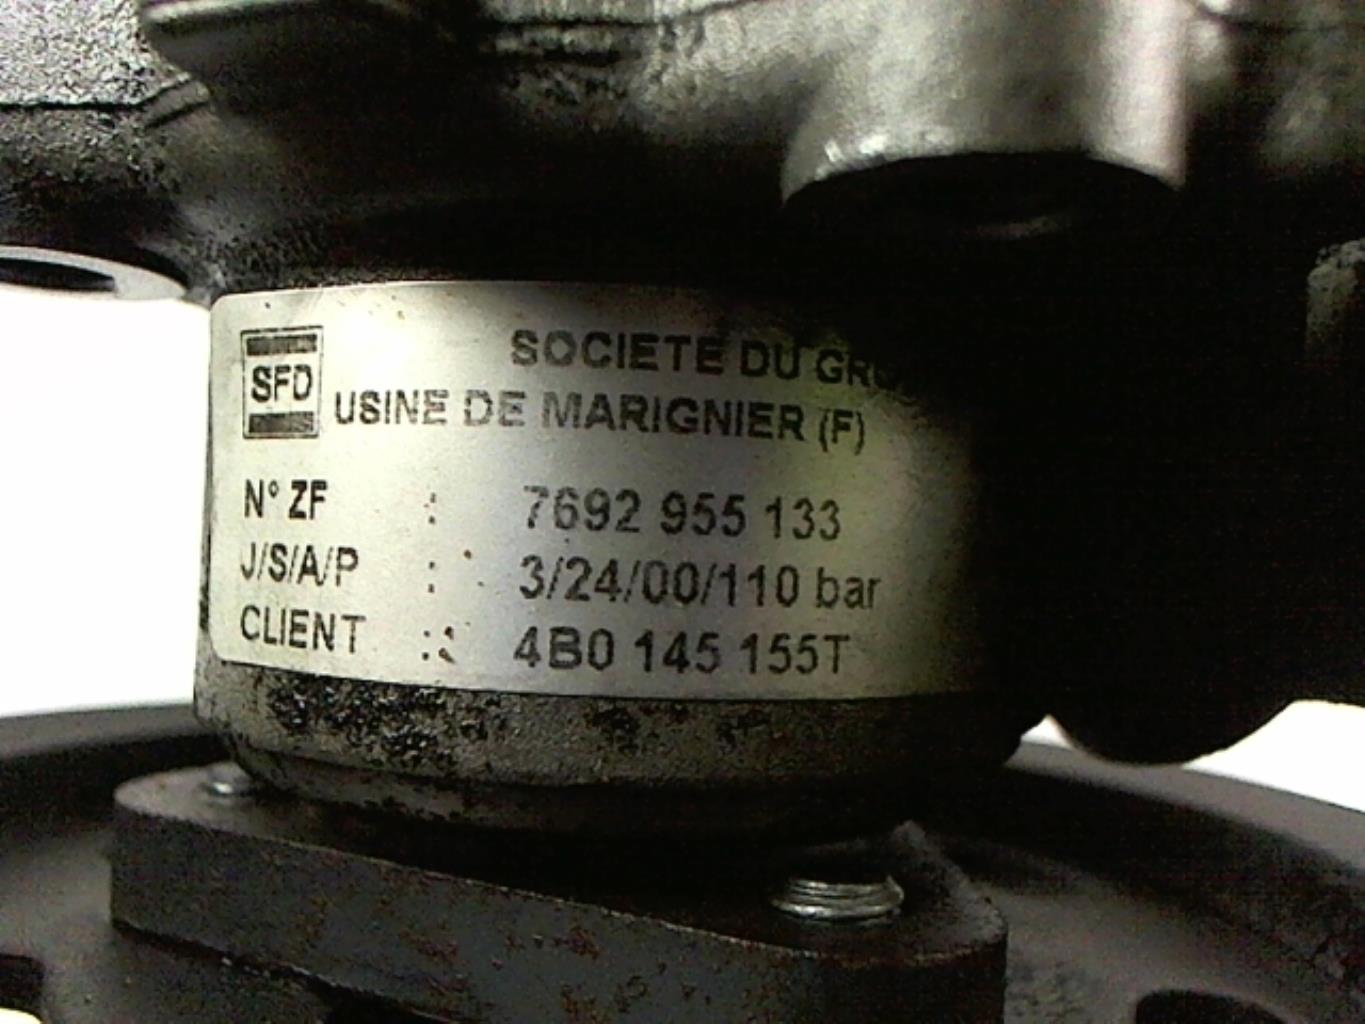 SFD
SOCIETE DU
USINE DE MARIGNIER (F)
N° ZF : 7692 955 133
J/S/A/P : 3/24/00/110 bar
CLIENT : 4B0 145 155T